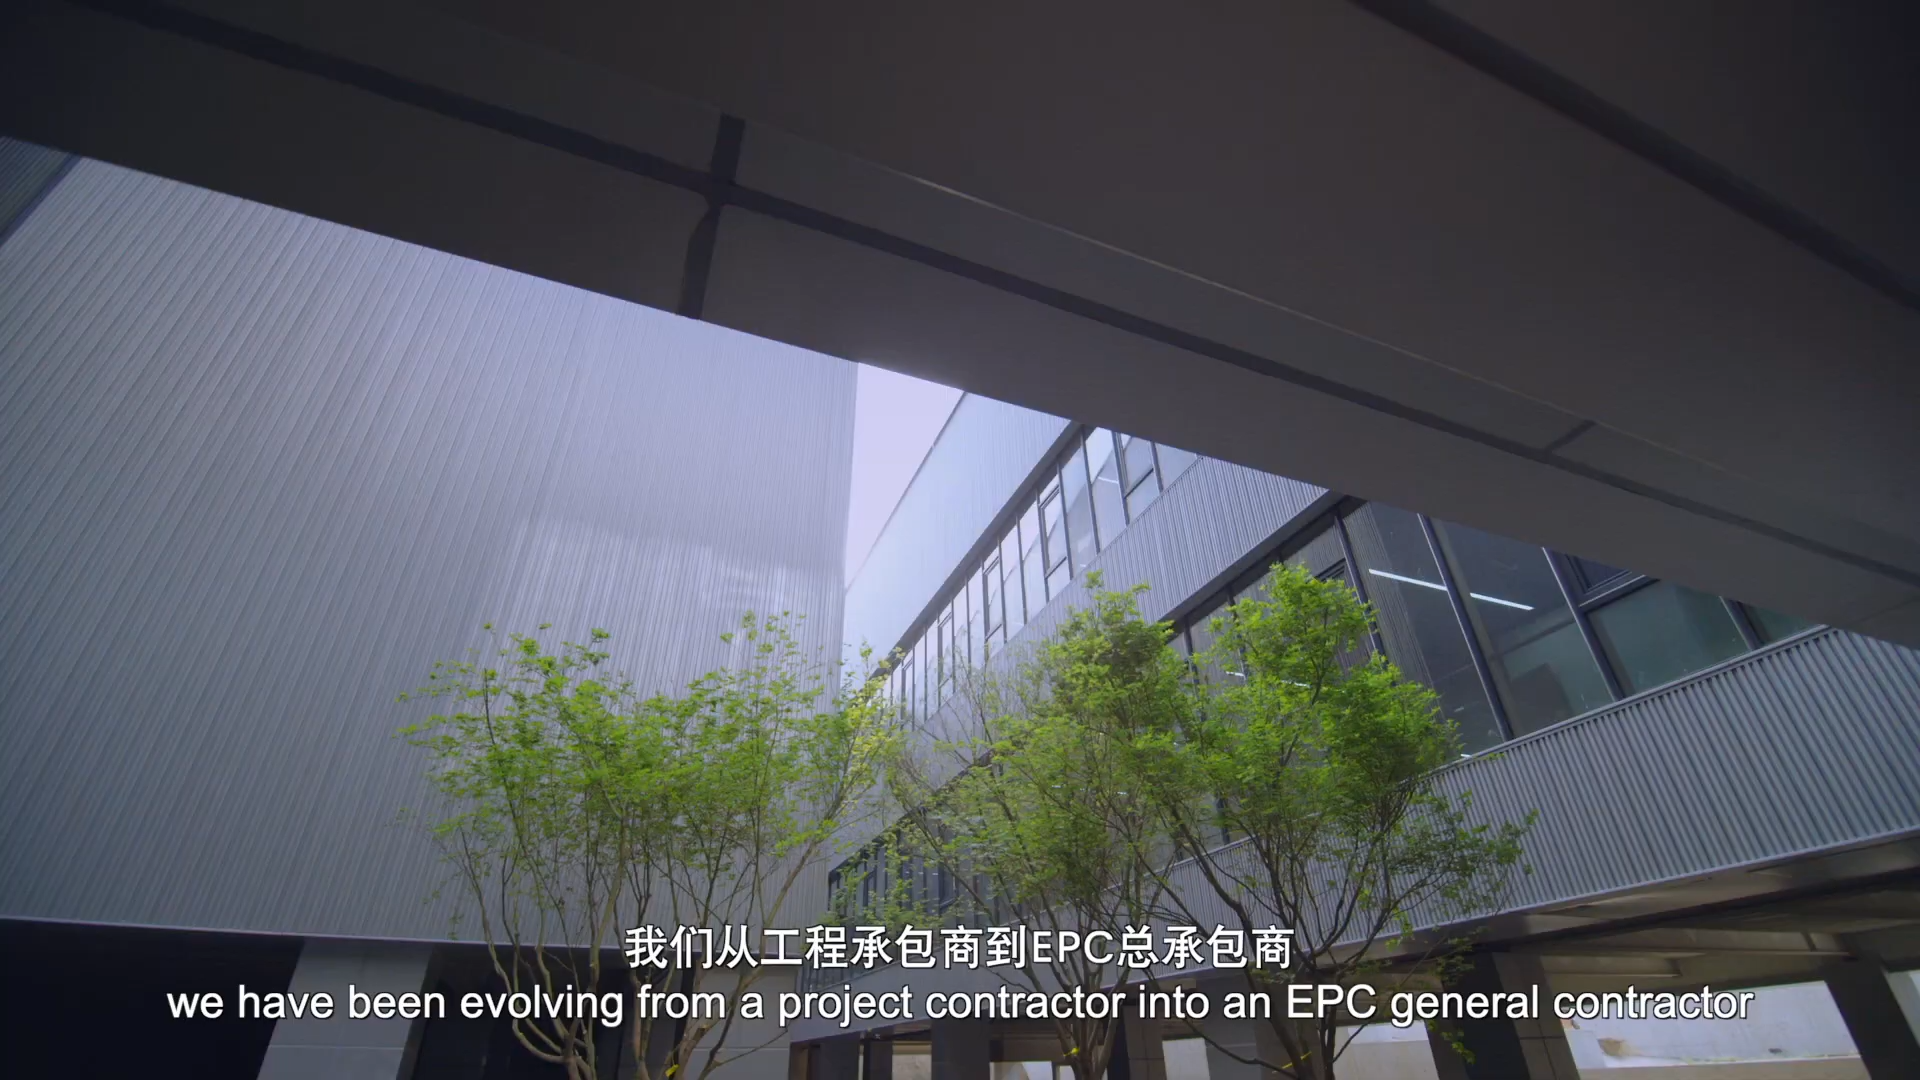 我们从工程承包商到EPC总承包商
we have been evolving from a project contractor into an EPC general contractor